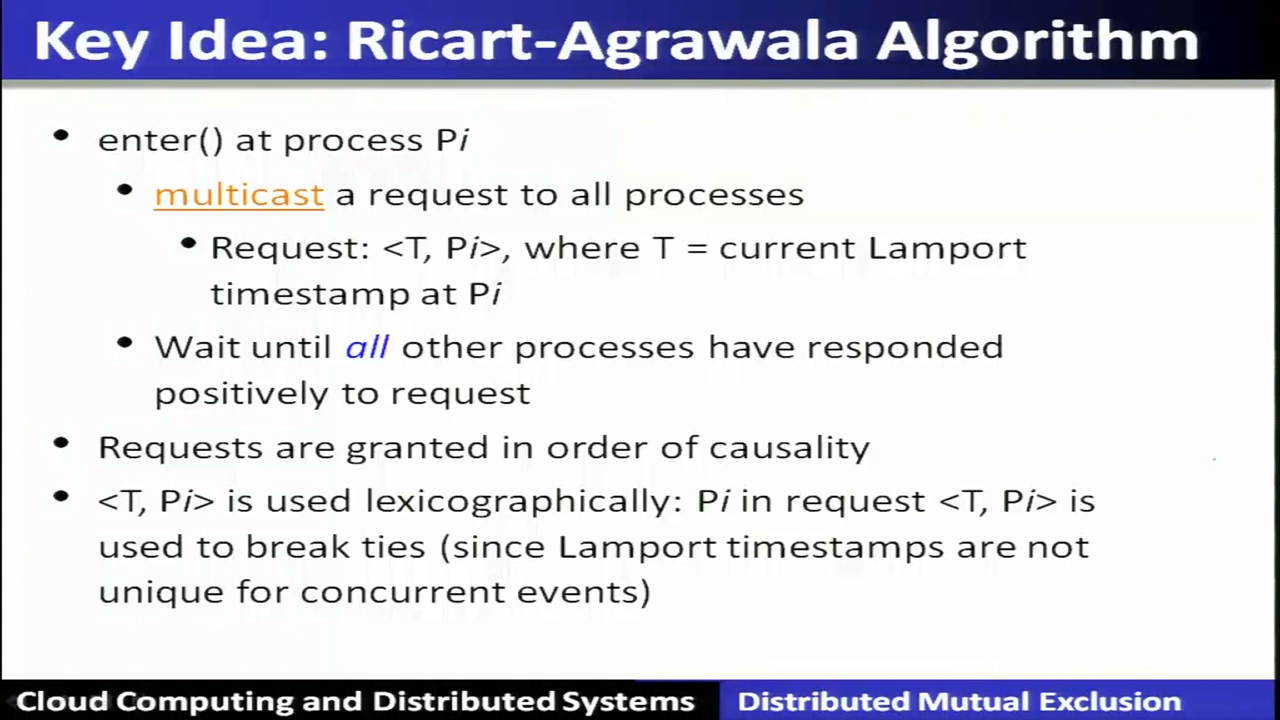 Key Idea: Ricart-Agrawala Algorithm
• enter() at process Pi
• multicast a request to all processes
• Request: <T, Pi>, where T = current Lamport
timestamp at Pi
• Wait until all other processes have responded
positively to request
• Requests are granted in order of causality
• <T, Pi> is used lexicographically: Pi in request <T, Pi> is
used to break ties (since Lamport timestamps are not
unique for concurrent events)
Cloud Computing and Distributed Systems
Distributed Mutual Exclusion